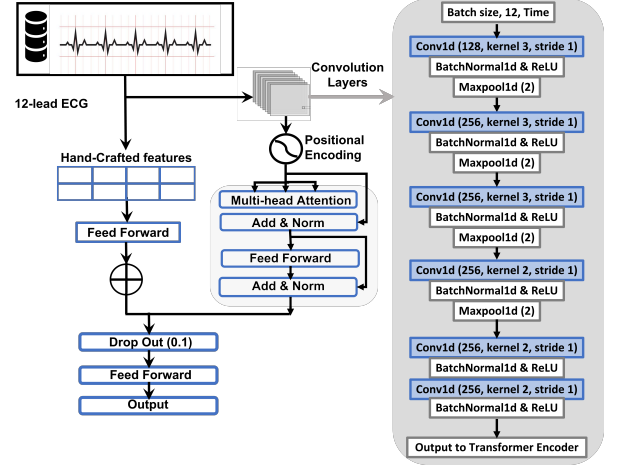 12-lead ECG
Convolution
Layers
Positional
Encoding
Hand-Crafted features
Feed Forward
Multi-head Attention
Add & Norm
Feed Forward
Add & Norm
Drop Out (0.1)
Feed Forward
Output
Batch size, 12, Time
Conv1d (128, kernel 3, stride 1)
BatchNormal1d & ReLU
Maxpool1d (2)
Conv1d (256, kernel 3, stride 1)
BatchNormal1d & ReLU
Maxpool1d (2)
Conv1d (256, kernel 3, stride 1)
BatchNormal1d & ReLU
Maxpool1d (2)
Conv1d (256, kernel 2, stride 1)
BatchNormal1d & ReLU
Maxpool1d (2)
Conv1d (256, kernel 2, stride 1)
BatchNormal1d & ReLU
Conv1d (256, kernel 2, stride 1)
BatchNormal1d & ReLU
Output to Transformer Encoder